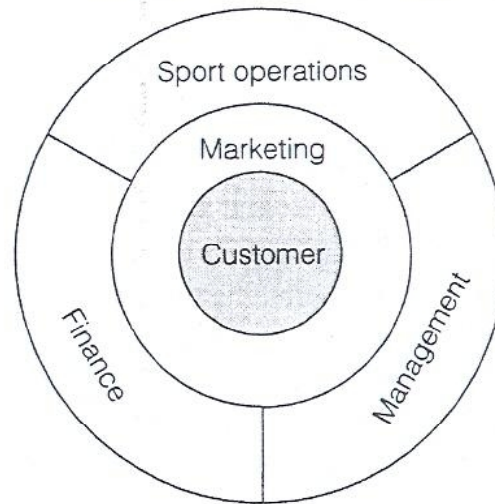 Sport operations
Marketing
Customer
Finance
Management